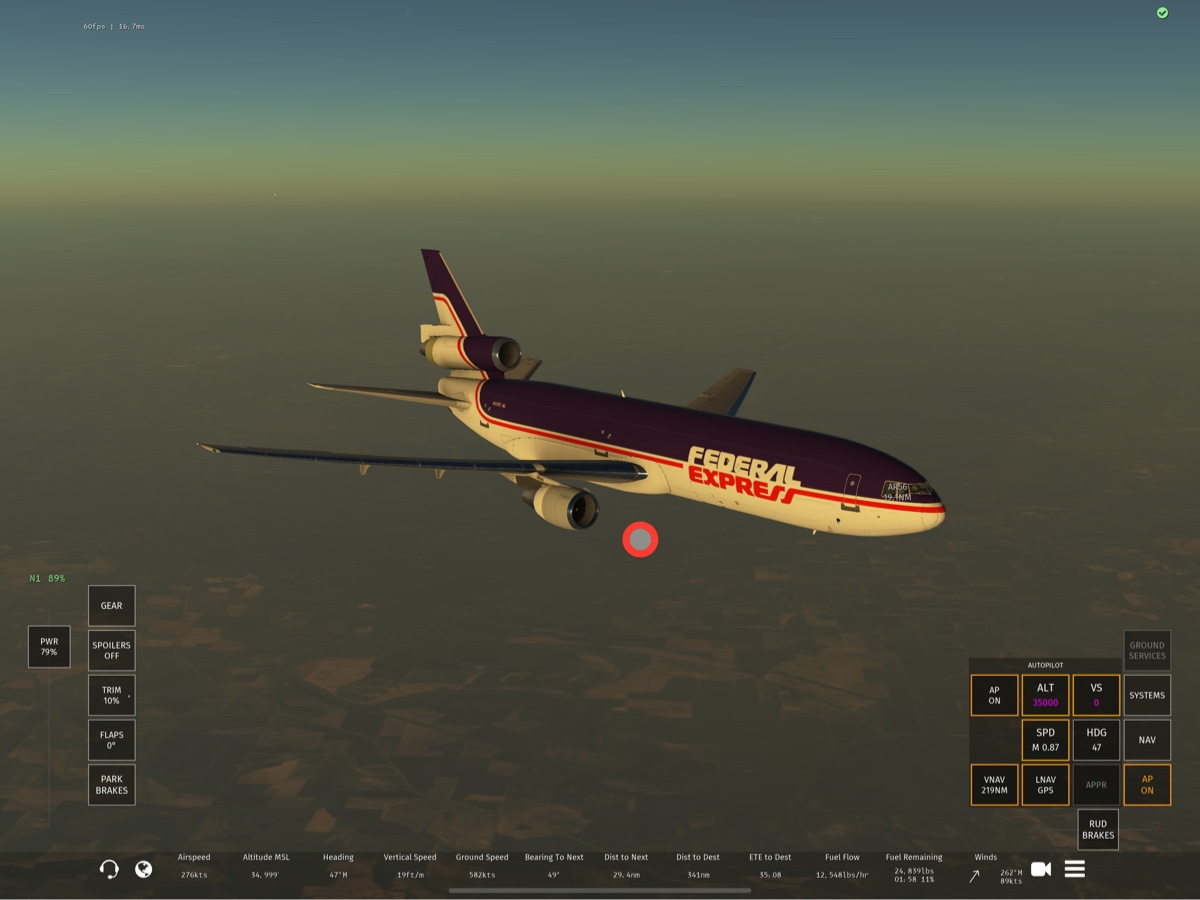 60fps | 16.7ms
FEDERAL
EXPRESS
AR56
19.1NM
N1 89%
GEAR
PWR
79%
SPOILERS
OFF
TRIM
10%
FLAPS
0°
PARK
BRAKES
GROUND
SERVICES
AUTOPILOT
AP
ON
ALT
35000
VS
0
SYSTEMS
SPD
M 0.87
HDG
47
NAV
VNAV
219NM
LNAV
GPS
APPR
AP
ON
RUD
BRAKES
Airspeed
276kts
Altitude MSL
34,999'
Heading
47°M
Vertical Speed
19ft/m
Ground Speed
582kts
Bearing To Next
49°
Dist to Next
29.4nm
Dist to Dest
341nm
ETE to Dest
35:08
Fuel Flow
12,548lbs/hr
Fuel Remaining
24,839lbs
01:58 11%
Winds
262°M
89kts